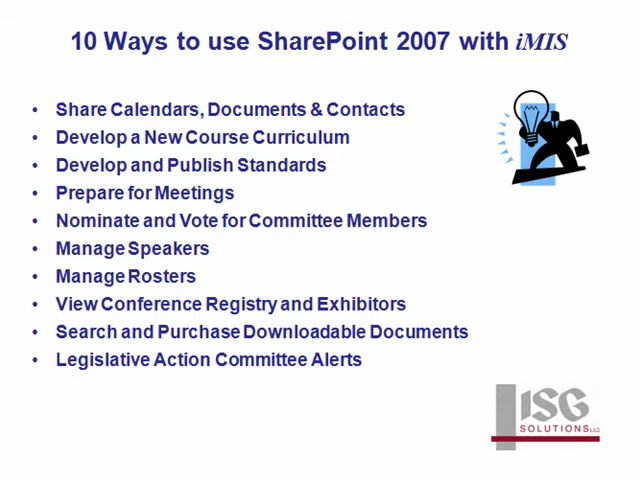 10 Ways to use SharePoint 2007 with iMIS
• Share Calendars, Documents & Contacts
• Develop a New Course Curriculum
• Develop and Publish Standards
• Prepare for Meetings
• Nominate and Vote for Committee Members
• Manage Speakers
• Manage Rosters
• View Conference Registry and Exhibitors
• Search and Purchase Downloadable Documents
• Legislative Action Committee Alerts
ISG
SOLUTIONS LLC